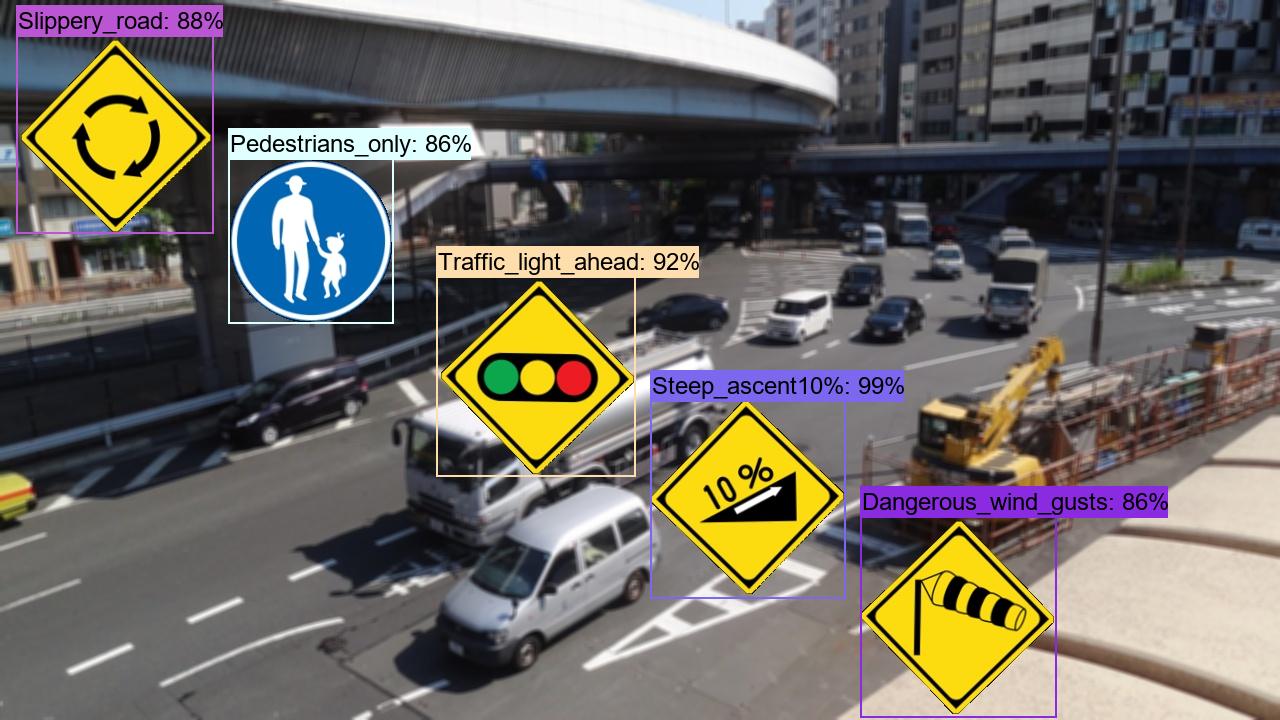 Slippery_road: 88%
Pedestrians_only: 86%
Traffic_light_ahead: 92%
Steep_ascent10%: 99%
10 %
Dangerous_wind_gusts: 86%